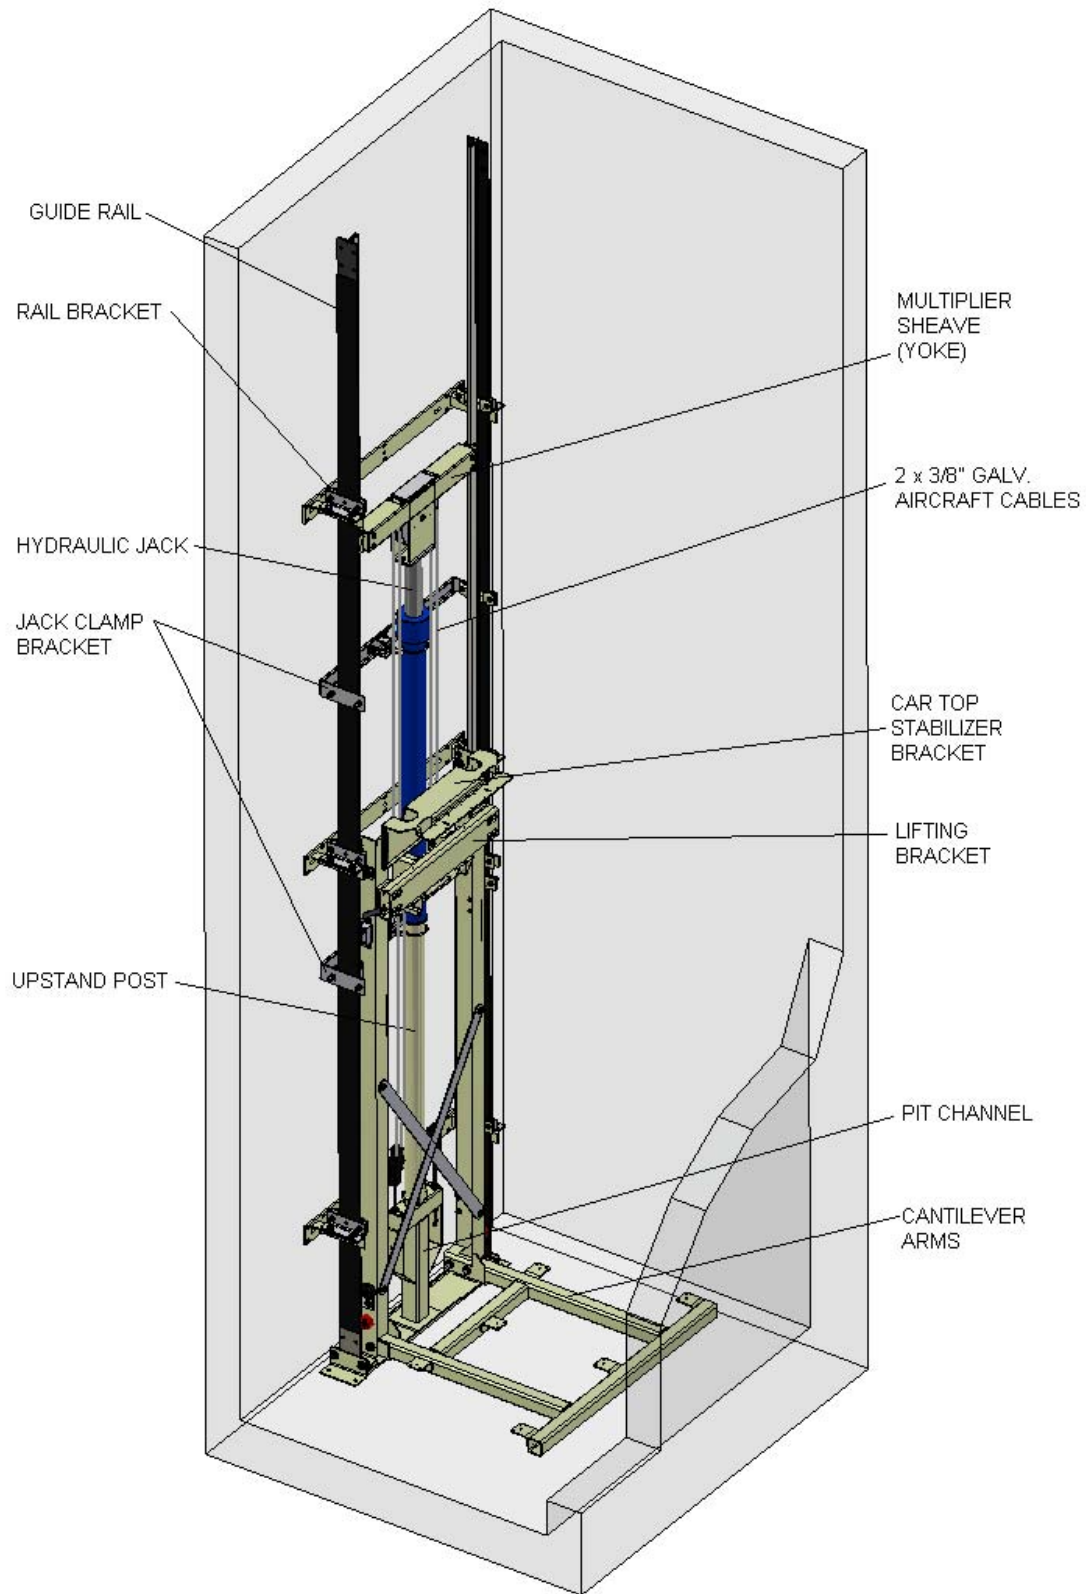 GUIDE RAIL
RAIL BRACKET
HYDRAULIC JACK
JACK CLAMP
BRACKET
UPSTAND POST
MULTIPLIER
SHEAVE
(YOKE)
2 x 3/8" GALV.
AIRCRAFT CABLES
CAR TOP
STABILIZER
BRACKET
LIFTING
BRACKET
PIT CHANNEL
CANTILEVER
ARMS